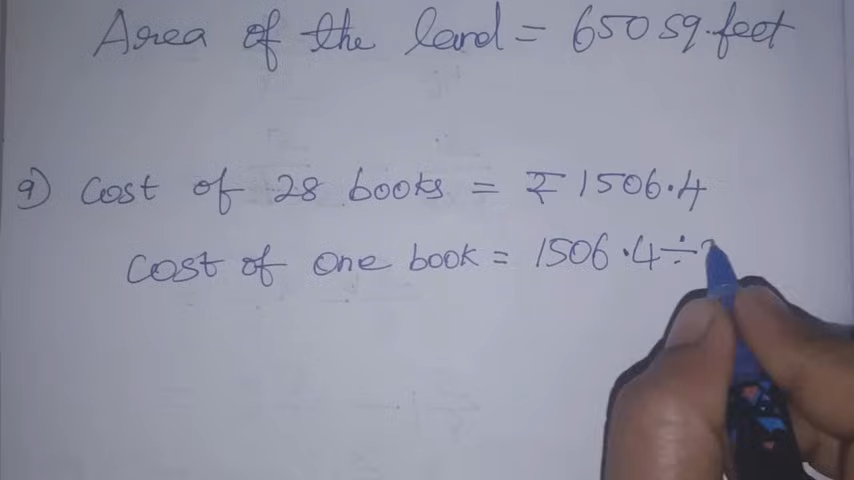 Area of the land = 650 sq.feet
9) Cost of 28 books = ₹ 1506.4
Cost of one book = 1506.4 ÷